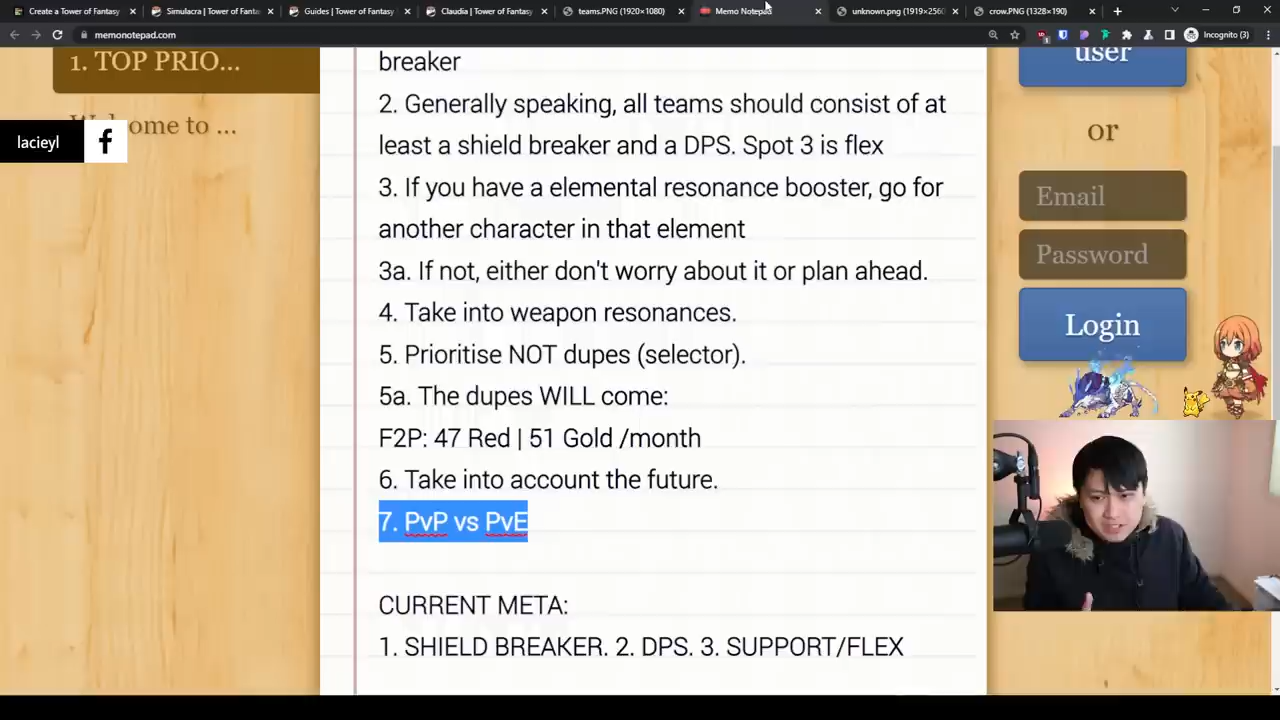 Create a Tower of Fantasy
Simulacra | Tower of Fant
Guides | Tower of Fantasy
Claudia | Tower of Fantasy
teams.PNG (1920×1080)
Memo Notepad
unknown.png (1919×256
crow.PNG (1328×190)
memonotepad.com
Incognito (3)
1. TOP PRIO...
ome to ...
lacieyl
breaker
2. Generally speaking, all teams should consist of at
least a shield breaker and a DPS. Spot 3 is flex
3. If you have a elemental resonance booster, go for
another character in that element
3a. If not, either don't worry about it or plan ahead.
4. Take into weapon resonances.
5. Prioritise NOT dupes (selector).
5a. The dupes WILL come:
F2P: 47 Red | 51 Gold /month
6. Take into account the future.
7. PvP vs PvE
CURRENT META:
1. SHIELD BREAKER. 2. DPS. 3. SUPPORT/FLEX
user
or
Email
Password
Login